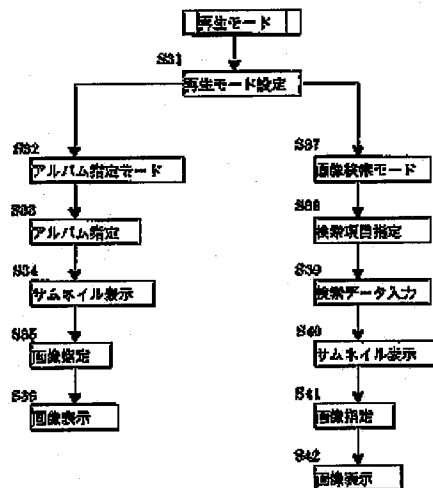 再生モード
S31
再生モード設定
S32
アルバム指定モード
S33
アルバム指定
S34
サムネイル表示
S35
画像指定
S36
画像表示
S37
画像検索モード
S38
検索項目指定
S39
検索データ入力
S40
サムネイル表示
S41
画像指定
S42
画像表示